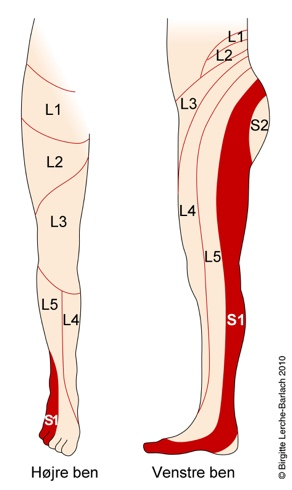 L1
L2
L3
L5
L4
S1
Højre ben
L1
L2
L3
S2
L4
L5
S1
Venstre ben
© Birgitte Lerche-Barlach 2010